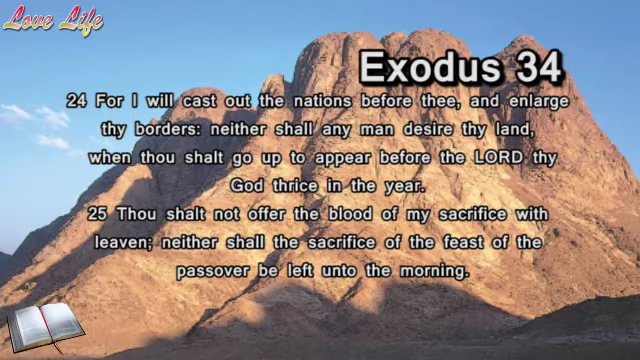 Love Life
Exodus 34
24 For I will cast out the nations before thee, and enlarge
thy borders: neither shall any man desire thy land,
when thou shalt go up to appear before the LORD thy
God thrice in the year.
25 Thou shalt not offer the blood of my sacrifice with
leaven; neither shall the sacrifice of the feast of the
passover be left unto the morning.